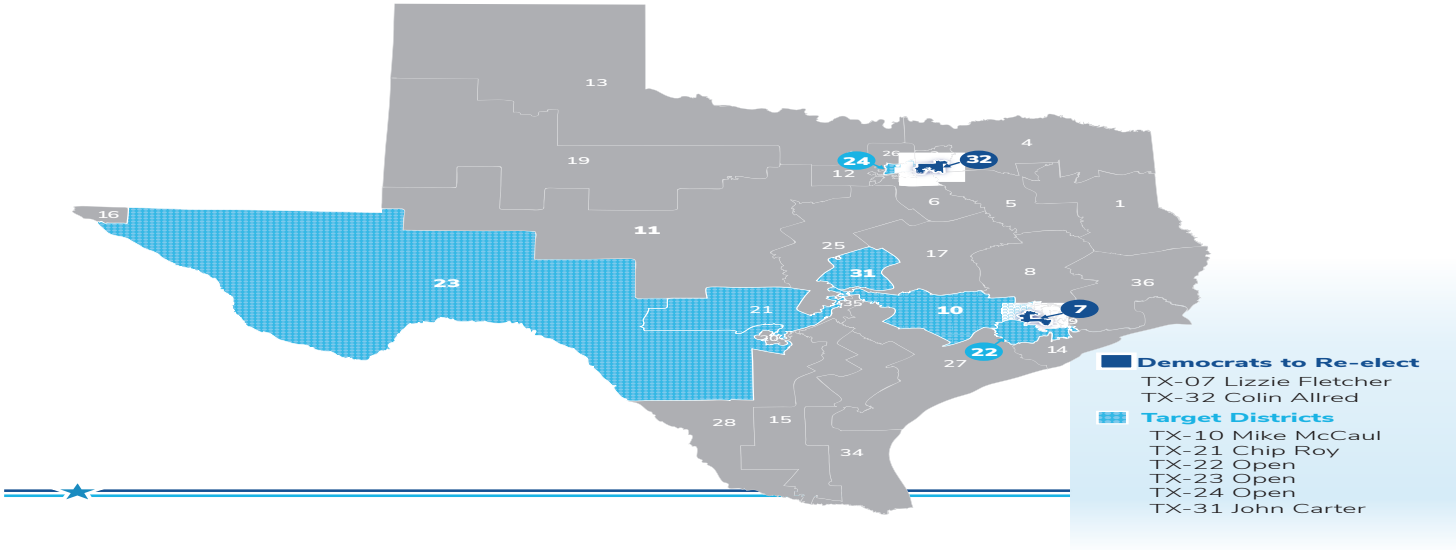 13
4
26
24
32
19
12
1
6
5
16
11
25
17
31
8
23
36
21
35
10
7
22
14
27
28
15
34
Democrats to Re-elect
TX-07 Lizzie Fletcher
TX-32 Colin Allred
Target Districts
TX-10 Mike McCaul
TX-21 Chip Roy
TX-22 Open
TX-23 Open
TX-24 Open
TX-31 John Carter